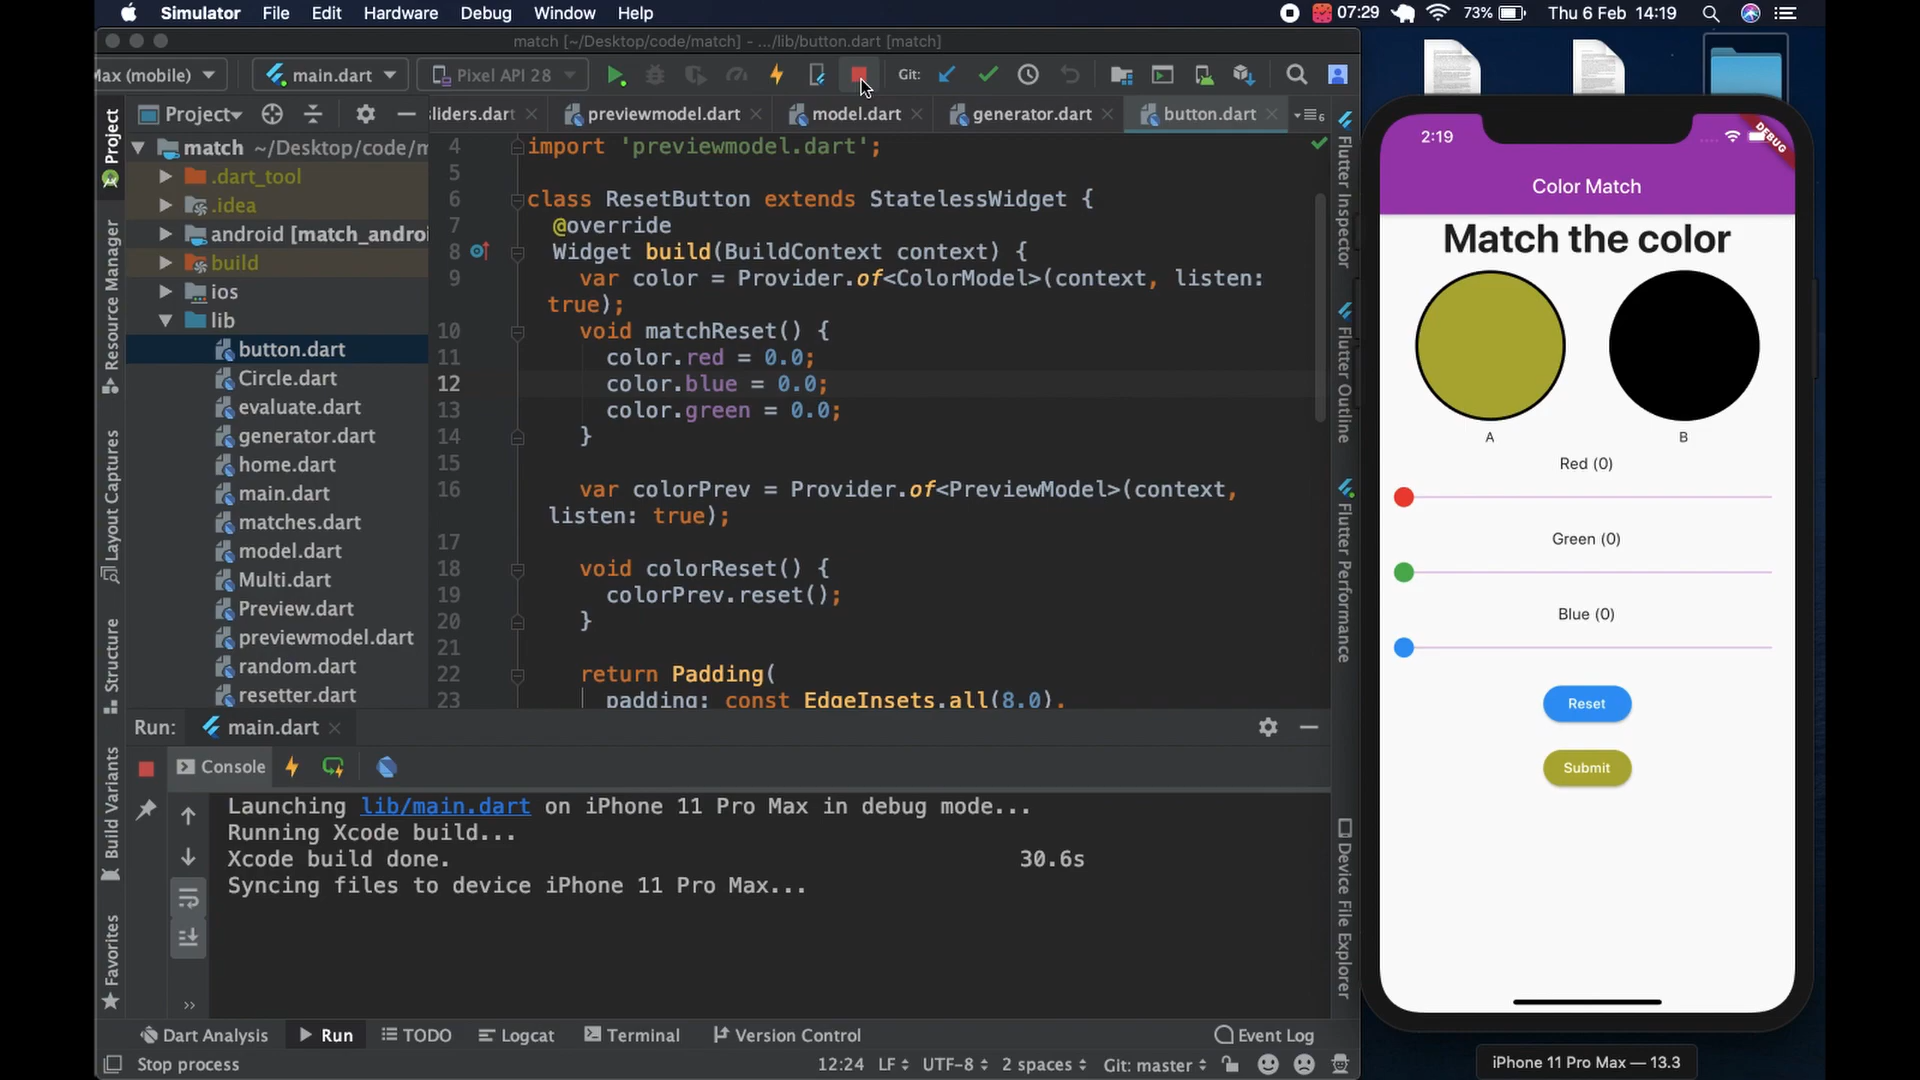 Simulator File Edit Hardware Debug Window Help
07:29 73% Thu 6 Feb 14:19
match [~/Desktop/code/match] - .../lib/button.dart [match]
Max (mobile) main.dart Pixel API 28 Git:
Project
sliders.dart previewmodel.dart model.dart generator.dart button.dart 6
match ~/Desktop/code/m
.dart_tool
.idea
android [match_androi
build
ios
lib
button.dart
Circle.dart
evaluate.dart
generator.dart
home.dart
main.dart
matches.dart
model.dart
Multi.dart
Preview.dart
previewmodel.dart
random.dart
resetter.dart
4 import 'previewmodel.dart';
5
6 class ResetButton extends StatelessWidget {
7 @override
8 Widget build(BuildContext context) {
9 var color = Provider.of<ColorModel>(context, listen:
true);
10 void matchReset() {
11 color.red = 0.0;
12 color.blue = 0.0;
13 color.green = 0.0;
14 }
15
16 var colorPrev = Provider.of<PreviewModel>(context,
listen: true);
17
18 void colorReset() {
19 colorPrev.reset();
20 }
21
22 return Padding(
23 padding: const EdgeInsets.all(8.0),
Project
Resource Manager
Layout Captures
Structure
Build Variants
Favorites
Flutter Inspector
Flutter Outline
Flutter Performance
Device File Explorer
Run: main.dart
Console
Launching lib/main.dart on iPhone 11 Pro Max in debug mode...
Running Xcode build...
Xcode build done. 30.6s
Syncing files to device iPhone 11 Pro Max...
Dart Analysis Run TODO Logcat Terminal Version Control Event Log
Stop process 12:24 LF UTF-8 2 spaces Git: master
2:19
DEBUG
Color Match
Match the color
A B
Red (0)
Green (0)
Blue (0)
Reset
Submit
iPhone 11 Pro Max — 13.3